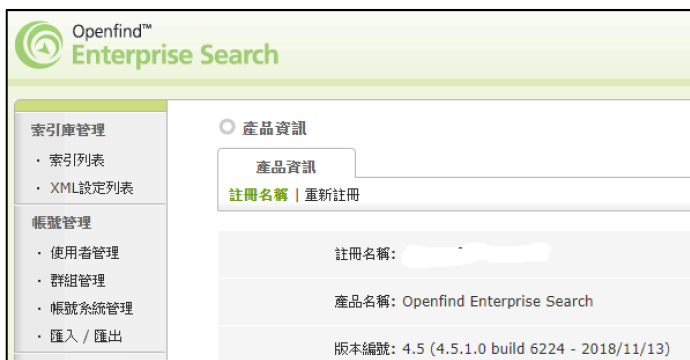 Openfind™
Enterprise Search
索引庫管理
· 索引列表
· XML設定列表
帳號管理
· 使用者管理
· 群組管理
· 帳號系統管理
· 匯入 / 匯出
產品資訊
產品資訊
註冊名稱 | 重新註冊
註冊名稱:
產品名稱: Openfind Enterprise Search
版本編號: 4.5 (4.5.1.0 build 6224 - 2018/11/13)